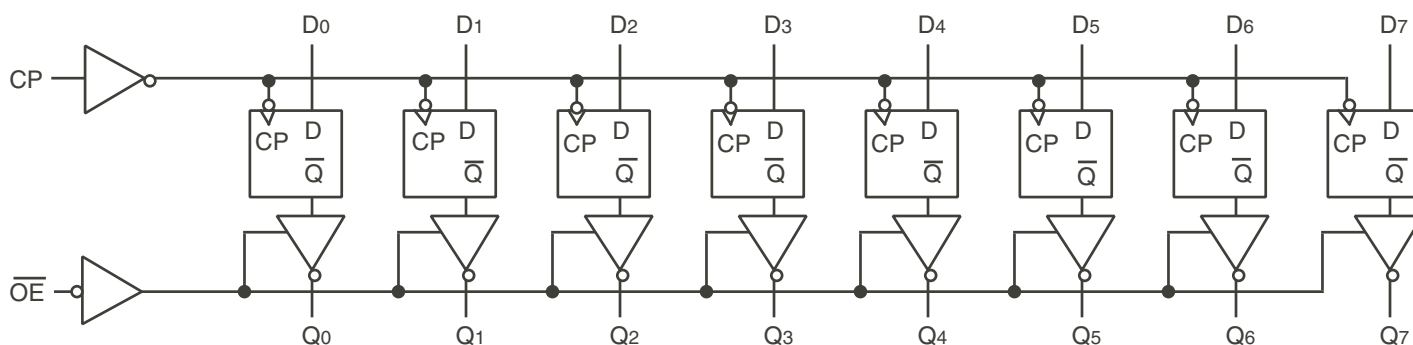 D0 D1 D2 D3 D4 D5 D6 D7
CP
CP D CP D CP D CP D CP D CP D CP D CP D
Q̅ Q̅ Q̅ Q̅ Q̅ Q̅ Q̅ Q̅
O̅E̅
Q0 Q1 Q2 Q3 Q4 Q5 Q6 Q7